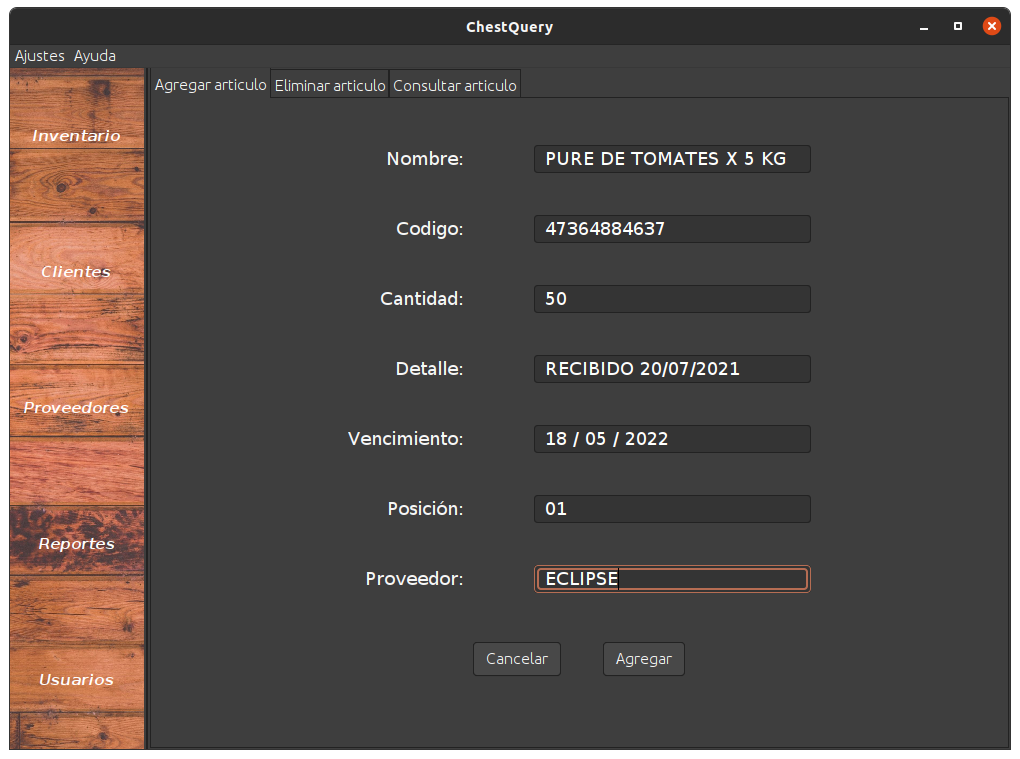 ChestQuery
Ajustes Ayuda
Agregar articulo Eliminar articulo Consultar articulo
Inventario
Clientes
Proveedores
Reportes
Usuarios
Nombre: PURE DE TOMATES X 5 KG
Codigo: 47364884637
Cantidad: 50
Detalle: RECIBIDO 20/07/2021
Vencimiento: 18 / 05 / 2022
Posición: 01
Proveedor: ECLIPSE
Cancelar Agregar